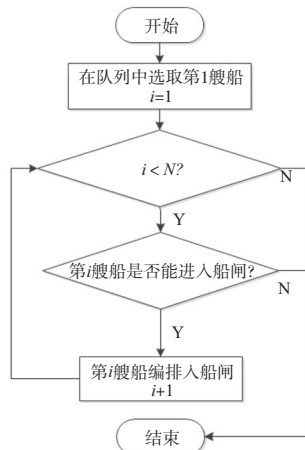 开始
在队列中选取第1艘船
i=1
i < N?
N
Y
第i艘船是否能进入船闸?
N
Y
第i艘船编排入船闸
i+1
结束